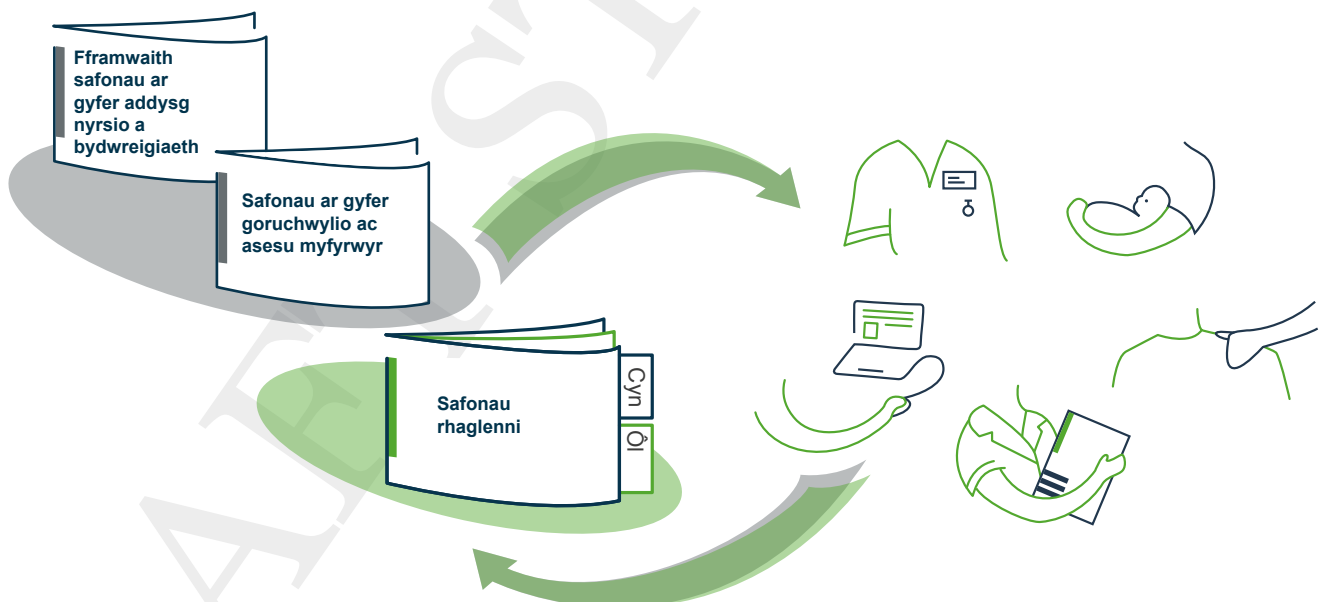 Fframwaith
safonau ar
gyfer addysg
nyrsio a
bydwreigiaeth
Safonau ar gyfer
goruchwylio ac
asesu myfyrwyr
Safonau
rhaglenni
Cyn
Ôl